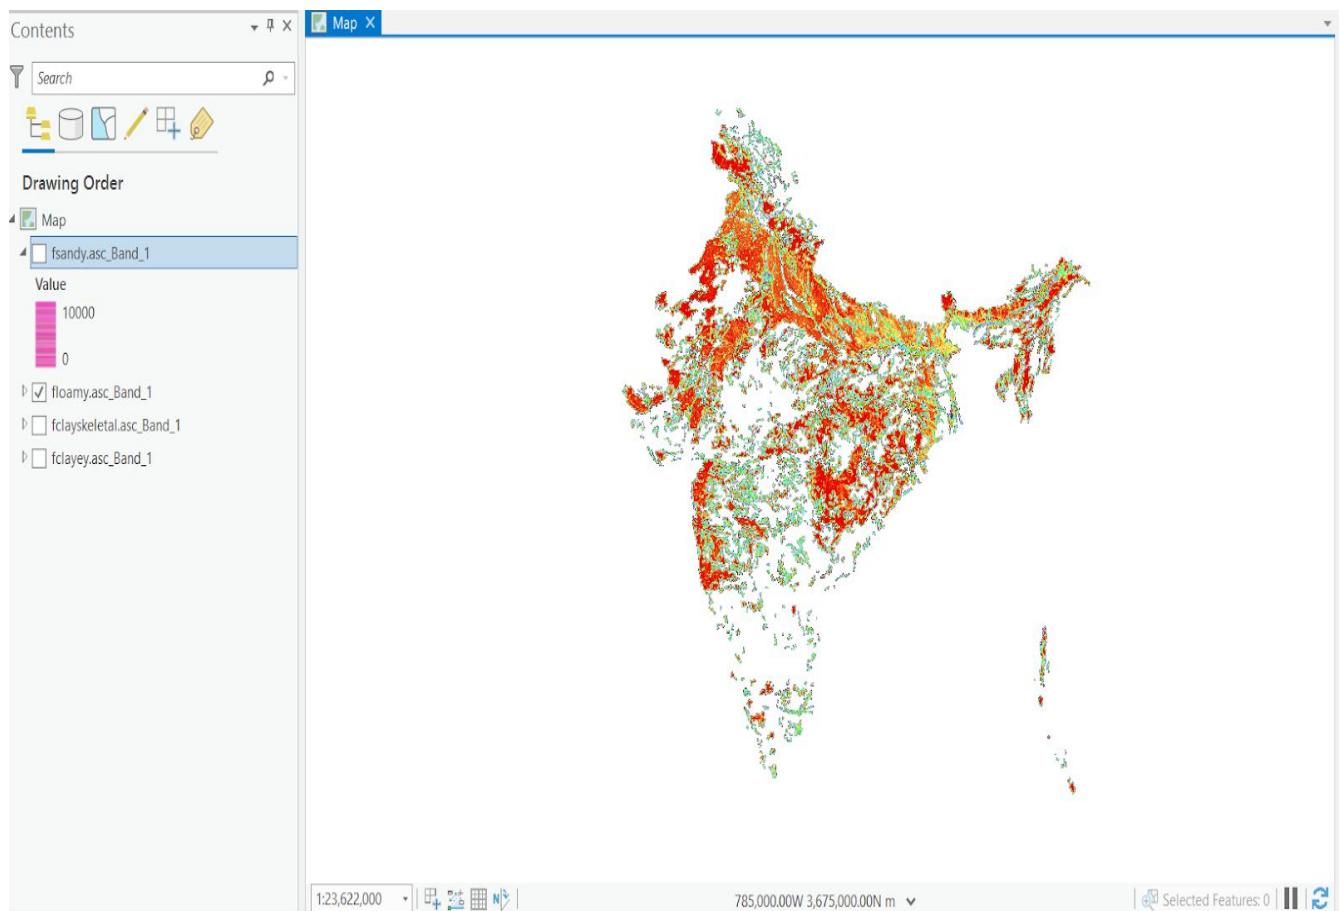 Contents
Map
Search
Drawing Order
Map
fsandy.asc_Band_1
Value
10000
0
floamy.asc_Band_1
fclayskeletal.asc_Band_1
fclayey.asc_Band_1
1:23,622,000
N
785,000.00W 3,675,000.00N m
Selected Features: 0